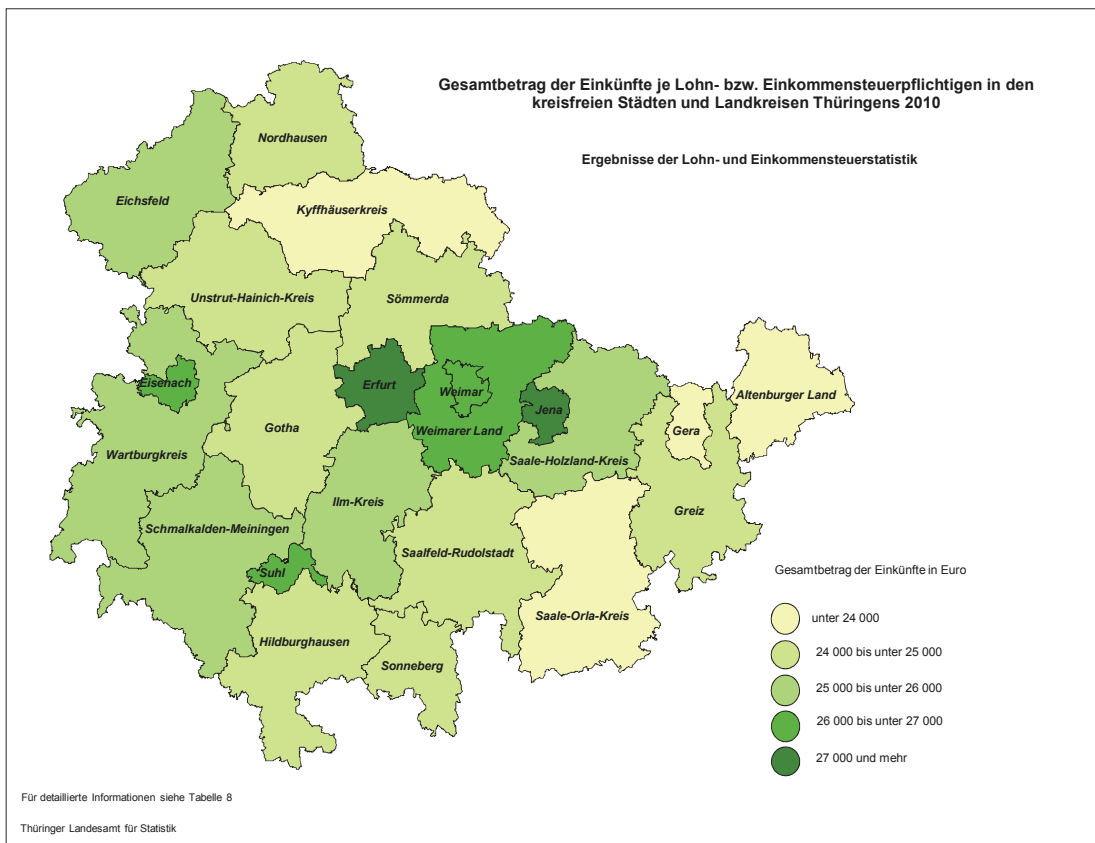 Gesamtbetrag der Einkünfte je Lohn- bzw. Einkommensteuerpflichtigen in den
kreisfreien Städten und Landkreisen Thüringens 2010
Ergebnisse der Lohn- und Einkommensteuerstatistik
Nordhausen
Eichsfeld
Kyffhäuserkreis
Unstrut-Hainich-Kreis
Sömmerda
Eisenach
Erfurt
Weimar
Jena
Altenburger Land
Gotha
Weimarer Land
Gera
Wartburgkreis
Saale-Holzland-Kreis
Ilm-Kreis
Greiz
Schmalkalden-Meiningen
Saalfeld-Rudolstadt
Suhl
Saale-Orla-Kreis
Hildburghausen
Sonneberg
Gesamtbetrag der Einkünfte in Euro
unter 24 000
24 000 bis unter 25 000
25 000 bis unter 26 000
26 000 bis unter 27 000
27 000 und mehr
Für detaillierte Informationen siehe Tabelle 8
Thüringer Landesamt für Statistik